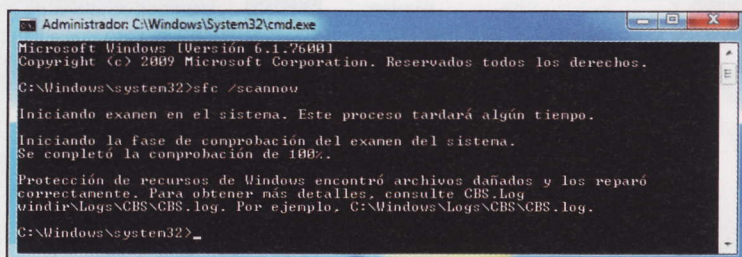 Administrador: C:\Windows\System32\cmd.exe
Microsoft Windows [Versión 6.1.7600]
Copyright (c) 2009 Microsoft Corporation. Reservados todos los derechos.
C:\Windows\system32>sfc /scannow
Iniciando examen en el sistema. Este proceso tardará algún tiempo.
Iniciando la fase de comprobación del examen del sistema.
Se completó la comprobación de 100%.
Protección de recursos de Windows encontró archivos dañados y los reparó
correctamente. Para obtener más detalles, consulte CBS.Log
windir\Logs\CBS\CBS.log. Por ejemplo, C:\Windows\Logs\CBS\CBS.log.
C:\Windows\system32>_